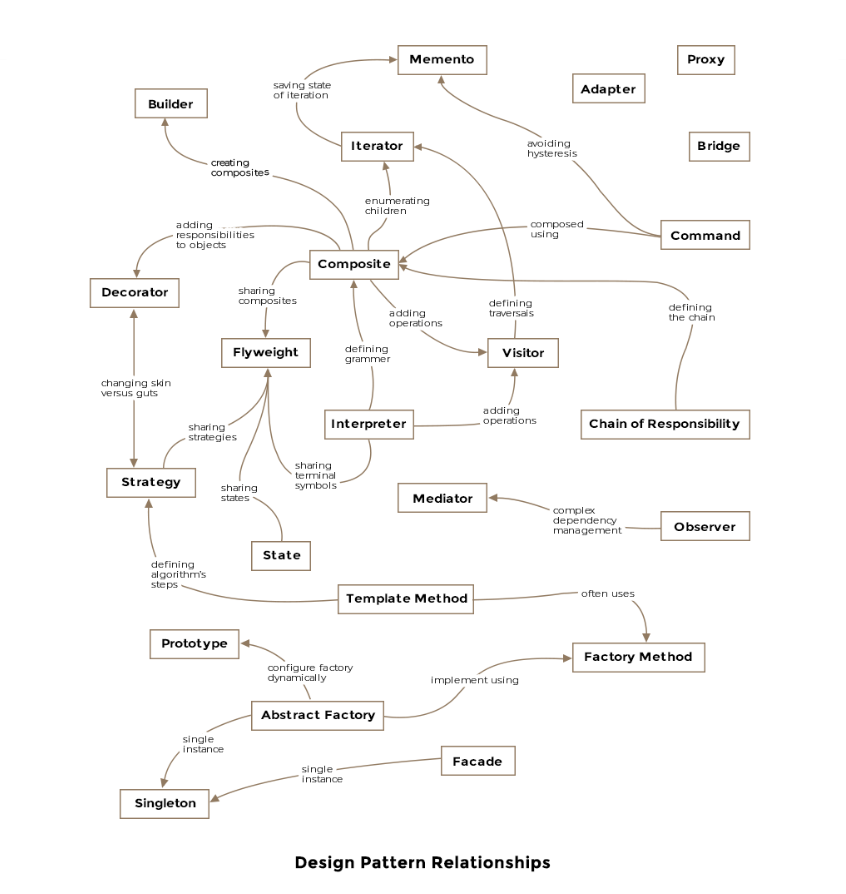 Memento
Proxy
Adapter
saving state
of iteration
Builder
Iterator
avoiding
hysteresis
Bridge
creating
composites
enumerating
children
adding
responsibilities
to objects
composed
using
Command
Composite
Decorator
sharing
composites
adding
operations
defining
traversals
defining
the chain
Flyweight
defining
grammer
Visitor
changing skin
versus guts
sharing
strategies
Interpreter
adding
operations
Chain of Responsibility
Strategy
sharing
states
sharing
terminal
symbols
Mediator
complex
dependency
management
Observer
State
defining
algorithm's
steps
Template Method
often uses
Prototype
configure factory
dynamically
implement using
Factory Method
Abstract Factory
single
instance
single
instance
Facade
Singleton
Design Pattern Relationships